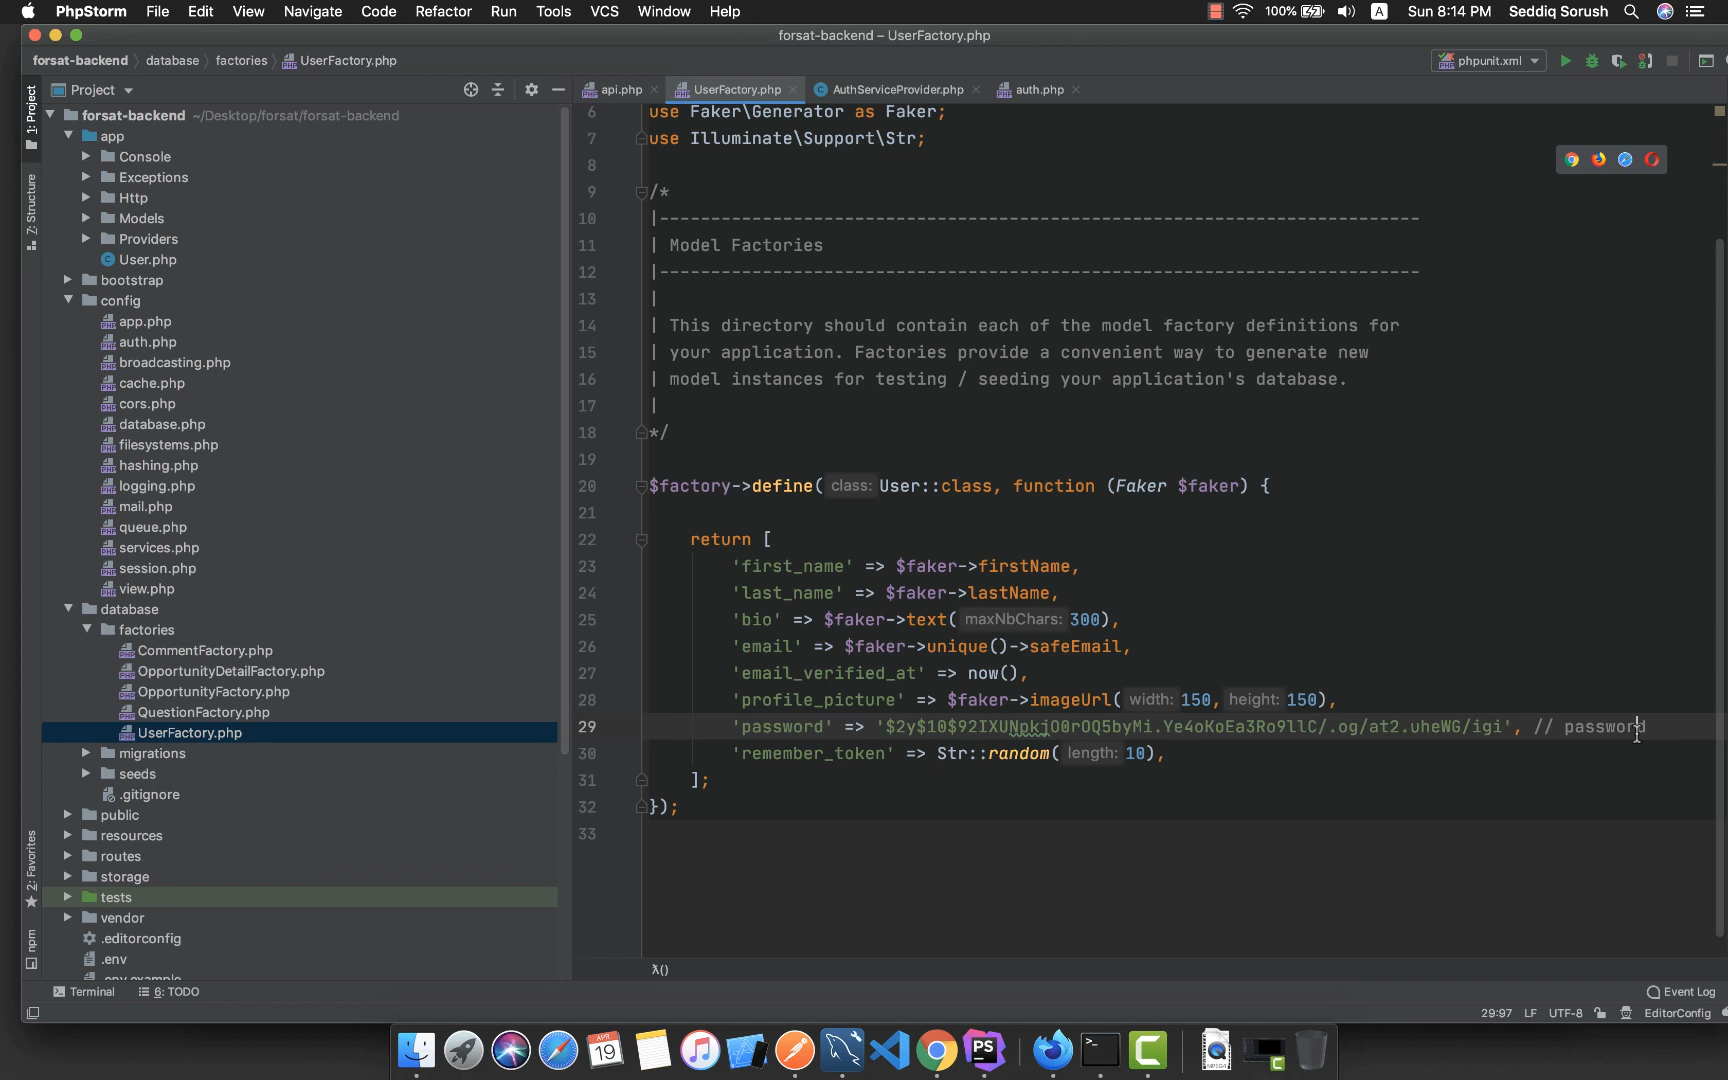 PhpStorm File Edit View Navigate Code Refactor Run Tools VCS Window Help 100% A Sun 8:14 PM Seddiq Sorush
forsat-backend – UserFactory.php
forsat-backend database factories UserFactory.php phpunit.xml
Project api.php UserFactory.php AuthServiceProvider.php auth.php
1: Project
7: Structure
2: Favorites
npm
forsat-backend ~/Desktop/forsat/forsat-backend
app
Console
Exceptions
Http
Models
Providers
User.php
bootstrap
config
app.php
auth.php
broadcasting.php
cache.php
cors.php
database.php
filesystems.php
hashing.php
logging.php
mail.php
queue.php
services.php
session.php
view.php
database
factories
CommentFactory.php
OpportunityDetailFactory.php
OpportunityFactory.php
QuestionFactory.php
UserFactory.php
migrations
seeds
.gitignore
public
resources
routes
storage
tests
vendor
.editorconfig
.env
.env.example
6 use Faker\Generator as Faker;
7 use Illuminate\Support\Str;
8
9 /*
10 |--------------------------------------------------------------------------
11 | Model Factories
12 |--------------------------------------------------------------------------
13 |
14 | This directory should contain each of the model factory definitions for
15 | your application. Factories provide a convenient way to generate new
16 | model instances for testing / seeding your application's database.
17 |
18 */
19
20 $factory->define( class: User::class, function (Faker $faker) {
21
22 return [
23 'first_name' => $faker->firstName,
24 'last_name' => $faker->lastName,
25 'bio' => $faker->text( maxNbChars: 300),
26 'email' => $faker->unique()->safeEmail,
27 'email_verified_at' => now(),
28 'profile_picture' => $faker->imageUrl( width: 150, height: 150),
29 'password' => '$2y$10$92IXUNpkjO0rOQ5byMi.Ye4oKoEa3Ro9llC/.og/at2.uheWG/igi', // password
30 'remember_token' => Str::random( length: 10),
31 ];
32 });
33
λ()
Terminal 6: TODO Event Log
29:97 LF UTF-8 EditorConfig
APR
19
PS